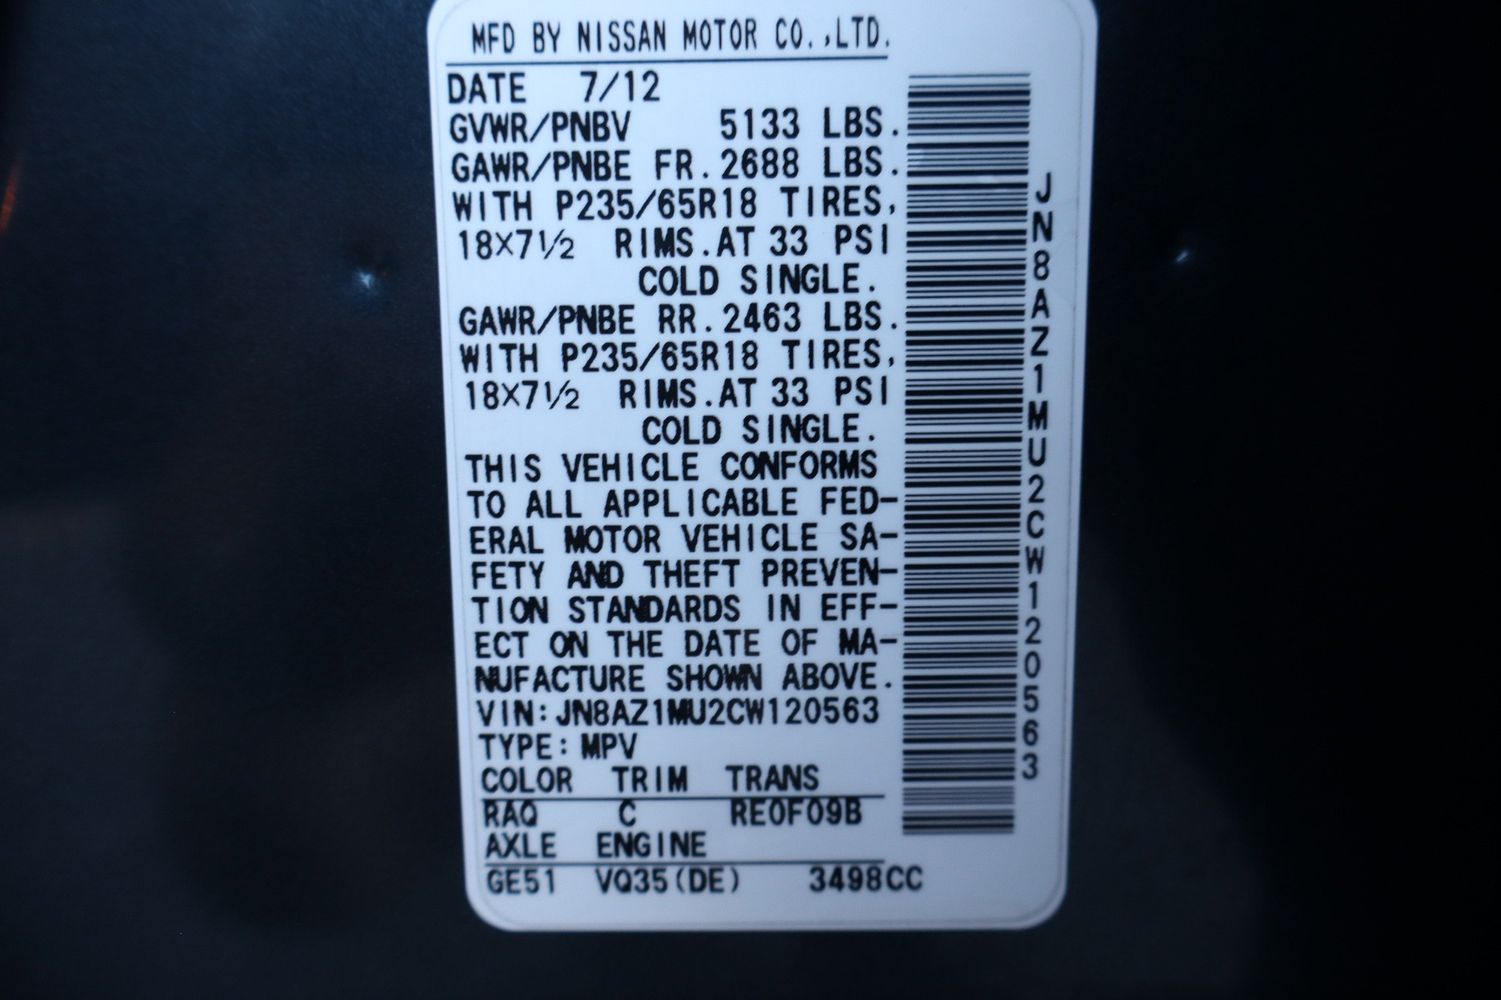 MFD BY NISSAN MOTOR CO.,LTD.
DATE 7/12
GVWR/PNBV 5133 LBS.
GAWR/PNBE FR.2688 LBS.
WITH P235/65R18 TIRES,
18×7½ RIMS.AT 33 PSI
COLD SINGLE.
GAWR/PNBE RR.2463 LBS.
WITH P235/65R18 TIRES,
18×7½ RIMS.AT 33 PSI
COLD SINGLE.
THIS VEHICLE CONFORMS
TO ALL APPLICABLE FED-
ERAL MOTOR VEHICLE SA-
FETY AND THEFT PREVEN-
TION STANDARDS IN EFF-
ECT ON THE DATE OF MA-
NUFACTURE SHOWN ABOVE.
VIN:JN8AZ1MU2CW120563
TYPE:MPV
COLOR TRIM TRANS
RAQ C RE0F09B
AXLE ENGINE
GE51 VQ35(DE) 3498CC
JN8AZ1MU2CW120563